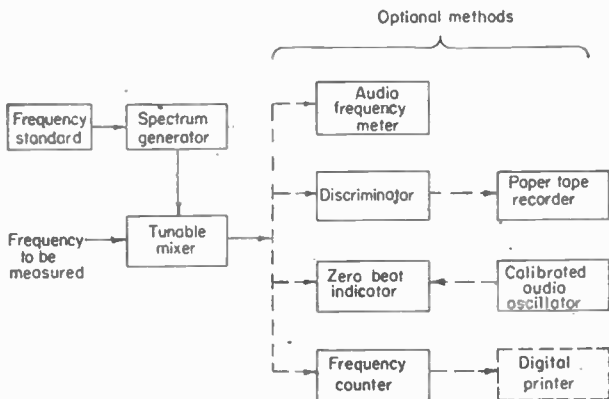 Optional methods
Audio
frequency
meter
Frequency
standard
Spectrum
generator
Discriminator
Paper tape
recorder
Frequency
to be
measured
Tunable
mixer
Zero beat
indicator
Calibrated
audio
oscillator
Frequency
counter
Digital
printer